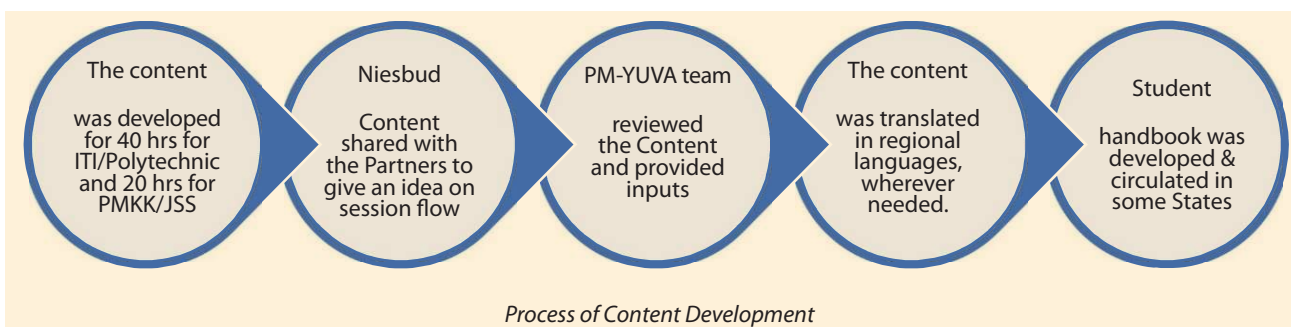 The content
was developed
for 40 hrs for
ITI/Polytechnic
and 20 hrs for
PMKK/JSS
Niesbud
Content
shared with
the Partners to
give an idea on
session flow
PM-YUVA team
reviewed
the Content
and provided
inputs
The content
was translated
in regional
languages,
wherever
needed.
Student
handbook was
developed &
circulated in
some States
Process of Content Development